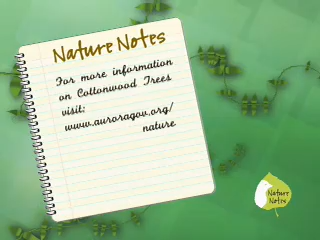 Nature Notes
For more information
on Cottonwood Trees
visit:
www.auroragov.org/
nature
Nature
Notes